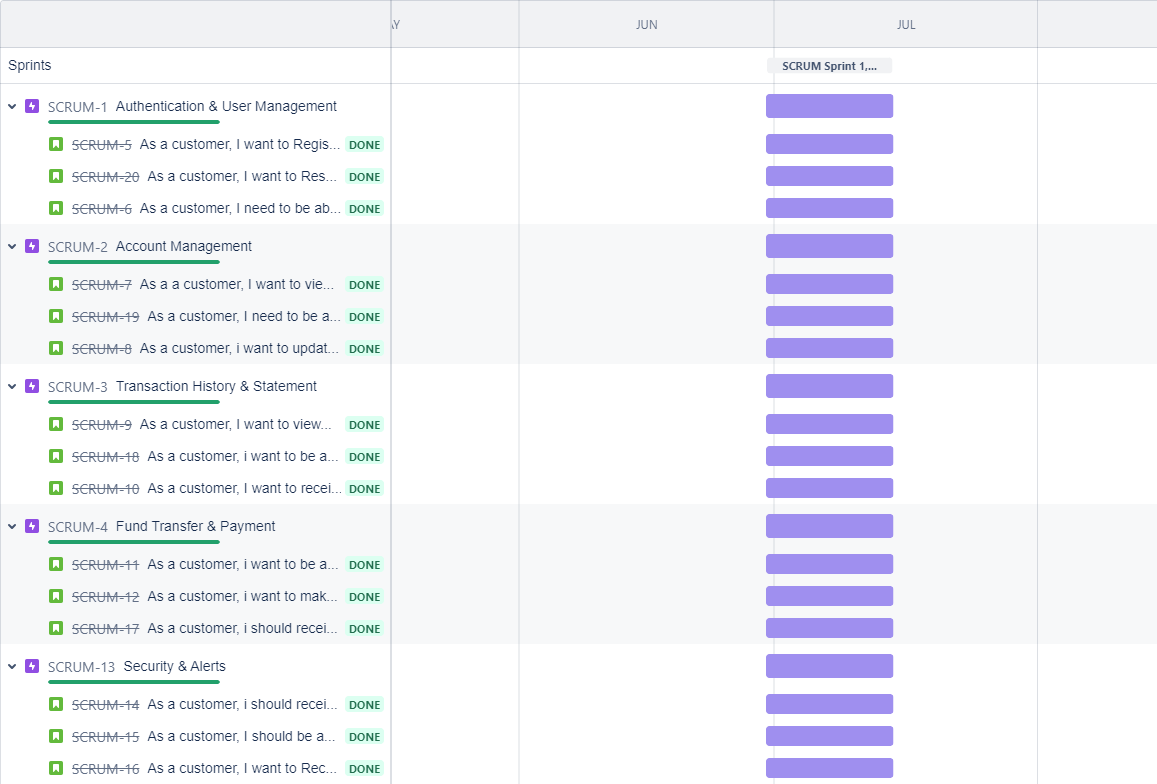 AY JUN JUL
Sprints SCRUM Sprint 1,...
SCRUM-1 Authentication & User Management
SCRUM-5 As a customer, I want to Regis... DONE
SCRUM-20 As a customer, I want to Res... DONE
SCRUM-6 As a customer, I need to be ab... DONE
SCRUM-2 Account Management
SCRUM-7 As a a customer, I want to vie... DONE
SCRUM-19 As a customer, I need to be a... DONE
SCRUM-8 As a customer, i want to updat... DONE
SCRUM-3 Transaction History & Statement
SCRUM-9 As a customer, I want to view... DONE
SCRUM-18 As a customer, i want to be a... DONE
SCRUM-10 As a customer, I want to recei... DONE
SCRUM-4 Fund Transfer & Payment
SCRUM-11 As a customer, i want to be a... DONE
SCRUM-12 As a customer, i want to mak... DONE
SCRUM-17 As a customer, i should recei... DONE
SCRUM-13 Security & Alerts
SCRUM-14 As a customer, i should recei... DONE
SCRUM-15 As a customer, I should be a... DONE
SCRUM-16 As a customer, I want to Rec... DONE